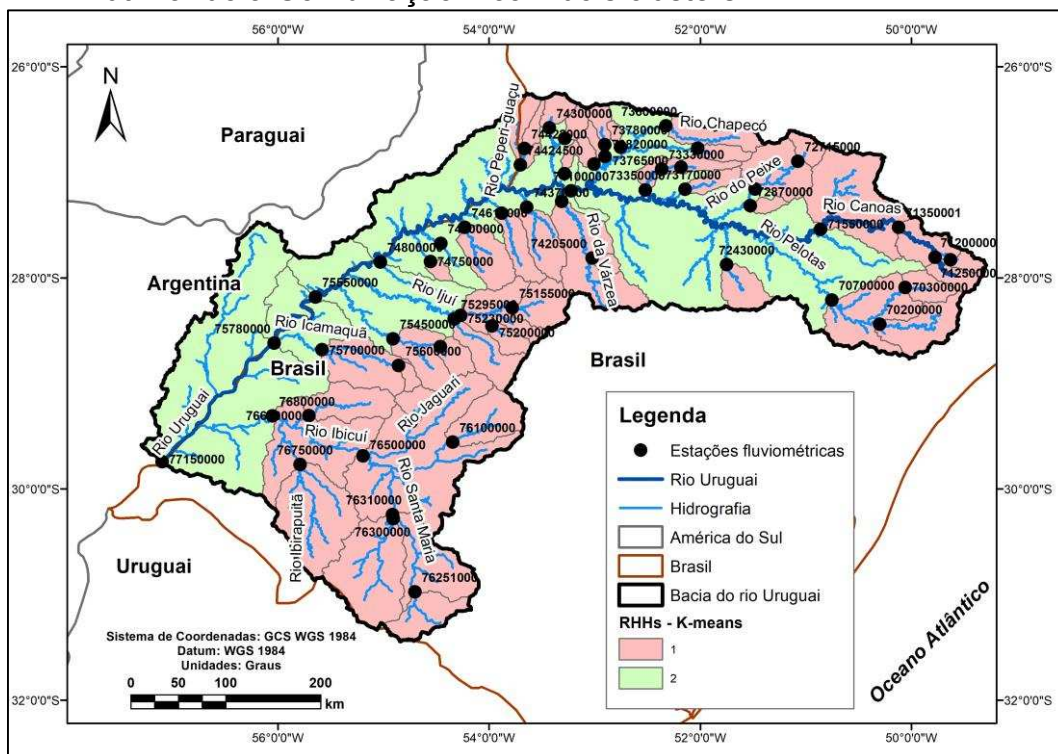 56°0'0"W
54°0'0"W
52°0'0"W
50°0'0"W
26°0'0"S
26°0'0"S
N
Paraguai
Rio Peperi-guaçu
74300000
74424500
Rio Chapecó
73780000
73765000
73330000
73350000
73170000
72715000
Rio do Peixe
72870000
Rio Canoas
71350001
71550000
Rio Pelotas
74205000
Rio da Várzea
72430000
28°0'0"S
28°0'0"S
70700000
70300000
70200000
74800000
74750000
Argentina
75550000
Rio Ijuí
75155000
75295000
75230000
75200000
75450000
Rio Icamaquã
75780000
75700000
Brasil
Brasil
Rio Uruguai
76800000
Rio Jaguari
Rio Ibicuí
76100000
76500000
76750000
77150000
Rio Ibirapuitã
76310000
76300000
Rio Santa Maria
76251000
30°0'0"S
30°0'0"S
Uruguai
Legenda
Estações fluviométricas
Rio Uruguai
Hidrografia
América do Sul
Brasil
Bacia do rio Uruguai
RHHs - K-means
1
2
Oceano Atlântico
Sistema de Coordenadas: GCS WGS 1984
Datum: WGS 1984
Unidades: Graus
0 50 100 200
km
32°0'0"S
32°0'0"S
56°0'0"W
54°0'0"W
52°0'0"W
50°0'0"W